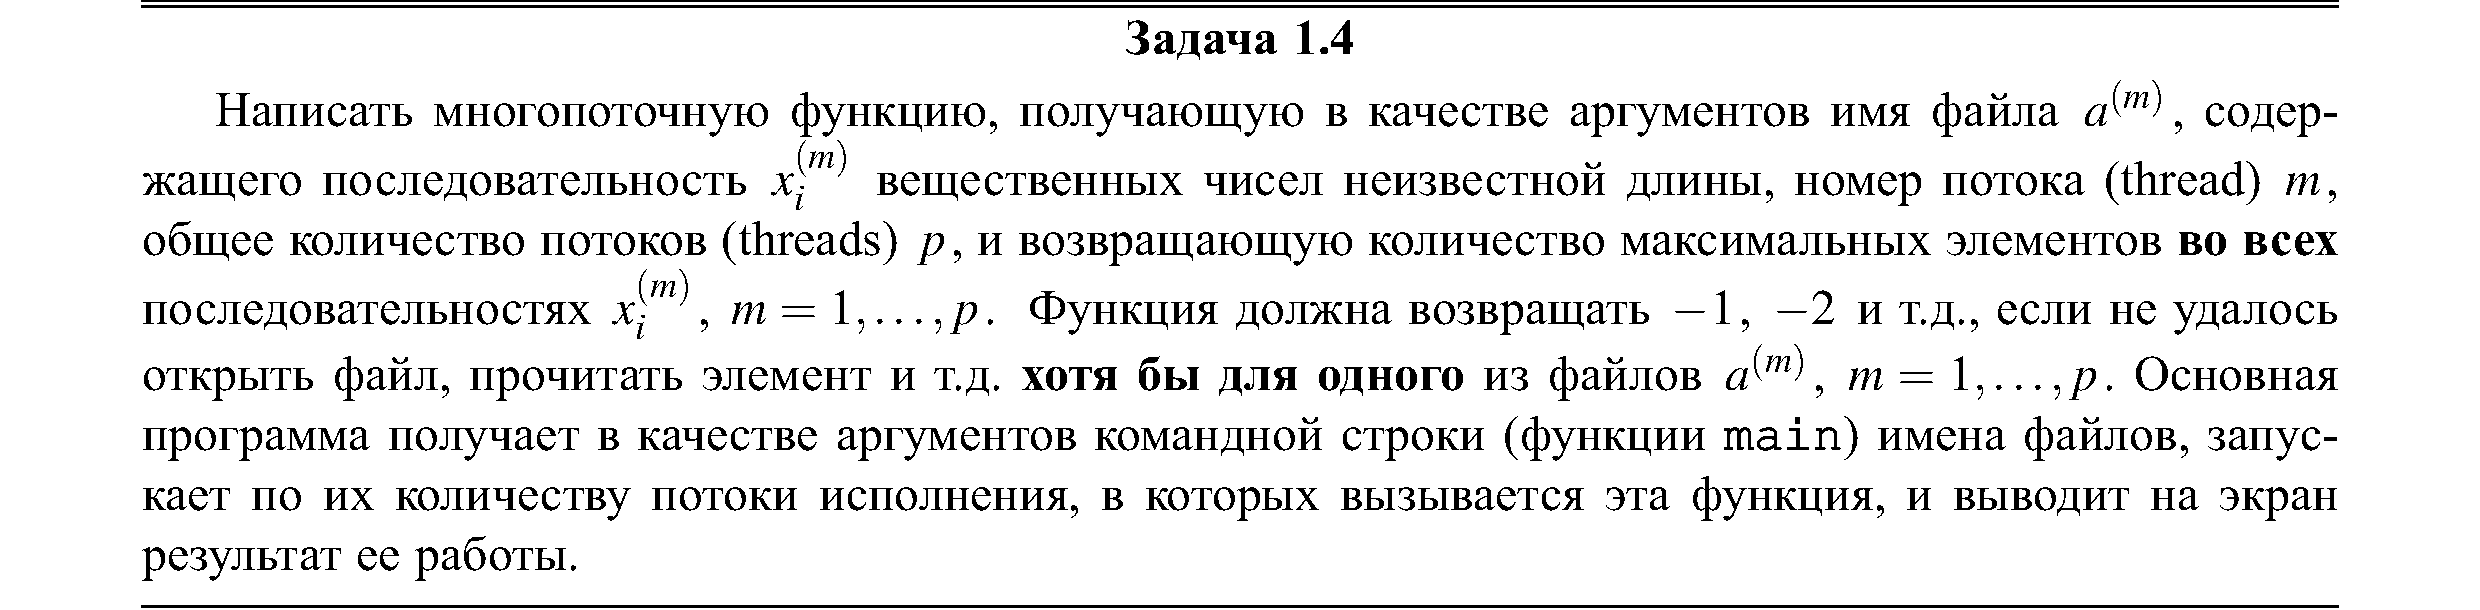 Задача 1.4
Написать многопоточную функцию, получающую в качестве аргументов имя файла a^(m), содер-
жащего последовательность x_i^(m) вещественных чисел неизвестной длины, номер потока (thread) m,
общее количество потоков (threads) p, и возвращающую количество максимальных элементов во всех
последовательностях x_i^(m), m = 1,...,p. Функция должна возвращать −1, −2 и т.д., если не удалось
открыть файл, прочитать элемент и т.д. хотя бы для одного из файлов a^(m), m = 1,...,p. Основная
программа получает в качестве аргументов командной строки (функции main) имена файлов, запус-
кает по их количеству потоки исполнения, в которых вызывается эта функция, и выводит на экран
результат ее работы.